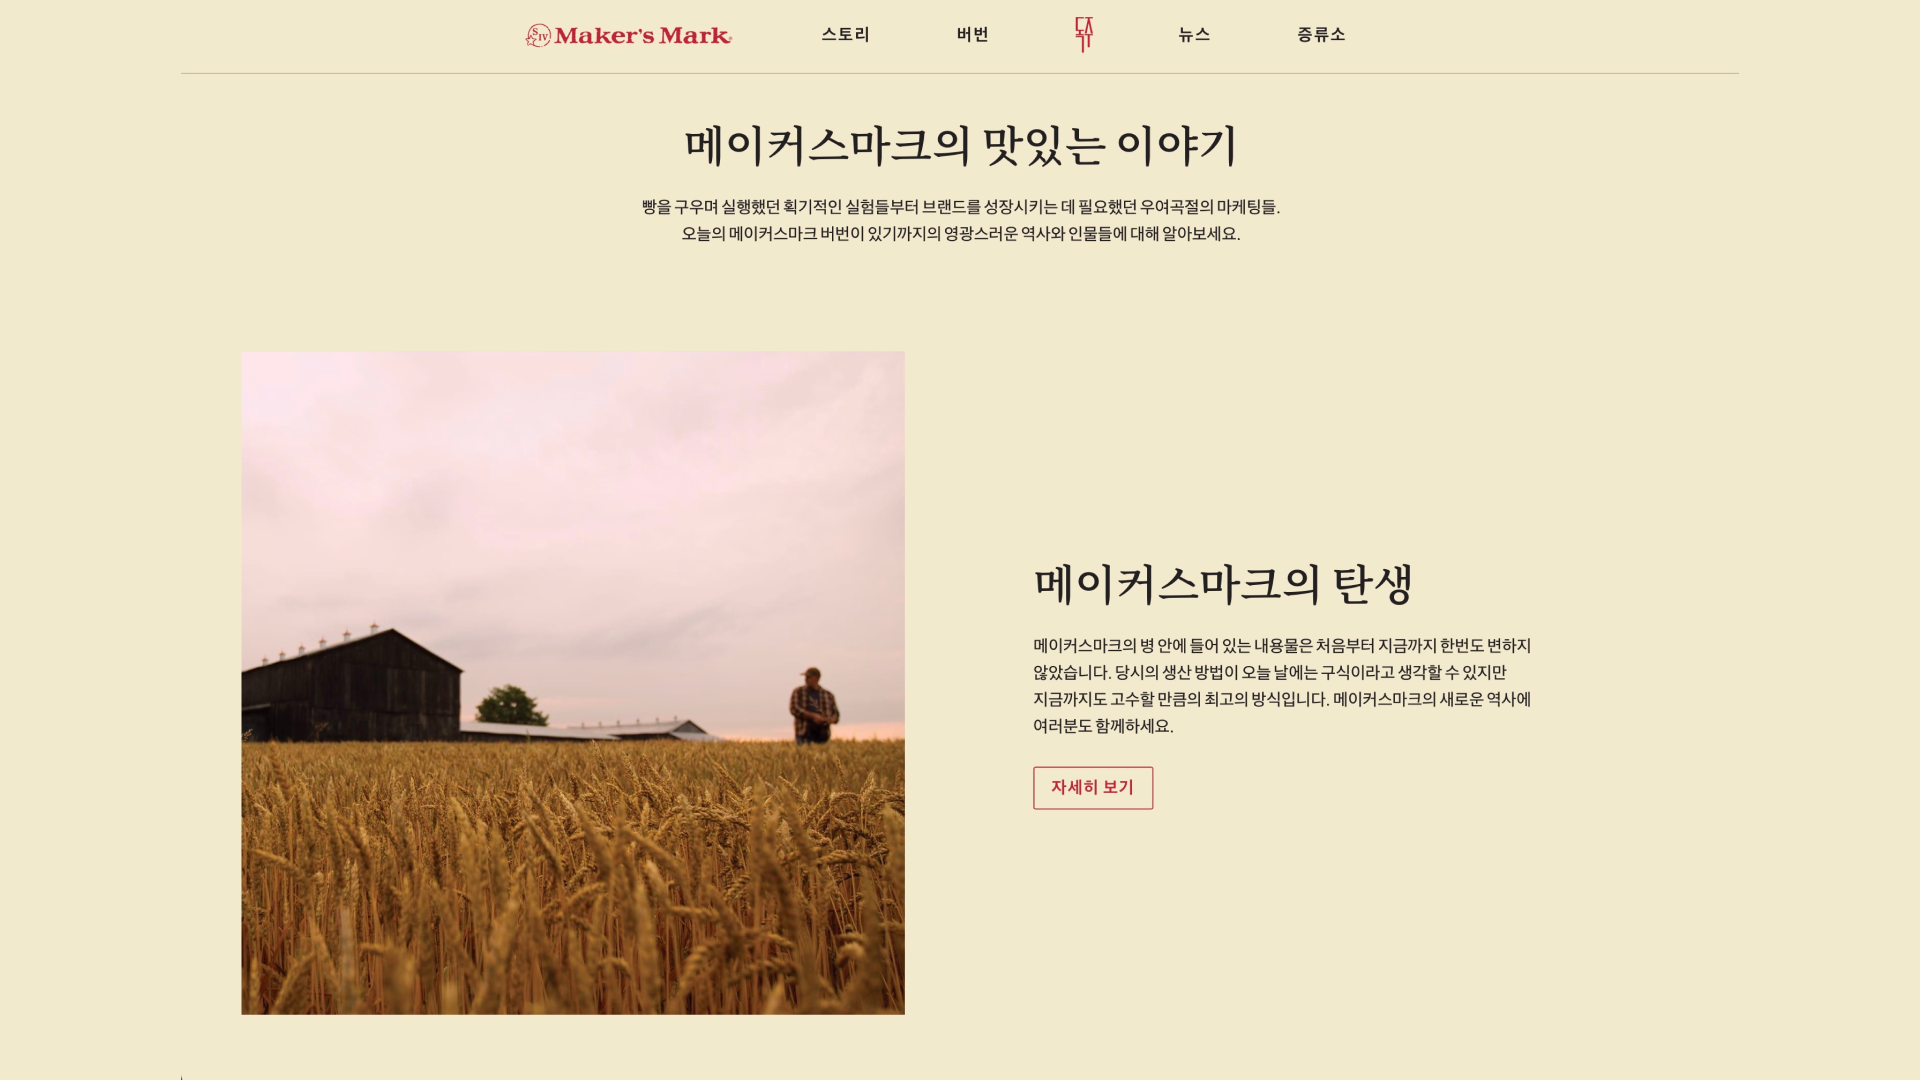 SIV Maker's Mark
스토리
버번
뉴스
증류소
메이커스마크의 맛있는 이야기
빵을 구우며 실행했던 획기적인 실험들부터 브랜드를 성장시키는 데 필요했던 우여곡절의 마케팅들.
오늘의 메이커스마크 버번이 있기까지의 영광스러운 역사와 인물들에 대해 알아보세요.
메이커스마크의 탄생
메이커스마크의 병 안에 들어 있는 내용물은 처음부터 지금까지 한번도 변하지
않았습니다. 당시의 생산 방법이 오늘 날에는 구식이라고 생각할 수 있지만
지금까지도 고수할 만큼의 최고의 방식입니다. 메이커스마크의 새로운 역사에
여러분도 함께하세요.
자세히 보기